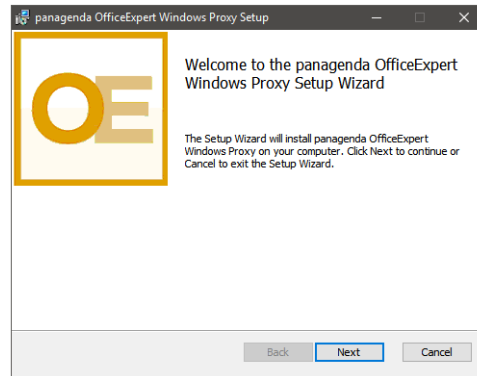 panagenda OfficeExpert Windows Proxy Setup
OE
Welcome to the panagenda OfficeExpert
Windows Proxy Setup Wizard
The Setup Wizard will install panagenda OfficeExpert
Windows Proxy on your computer. Click Next to continue or
Cancel to exit the Setup Wizard.
Back Next Cancel